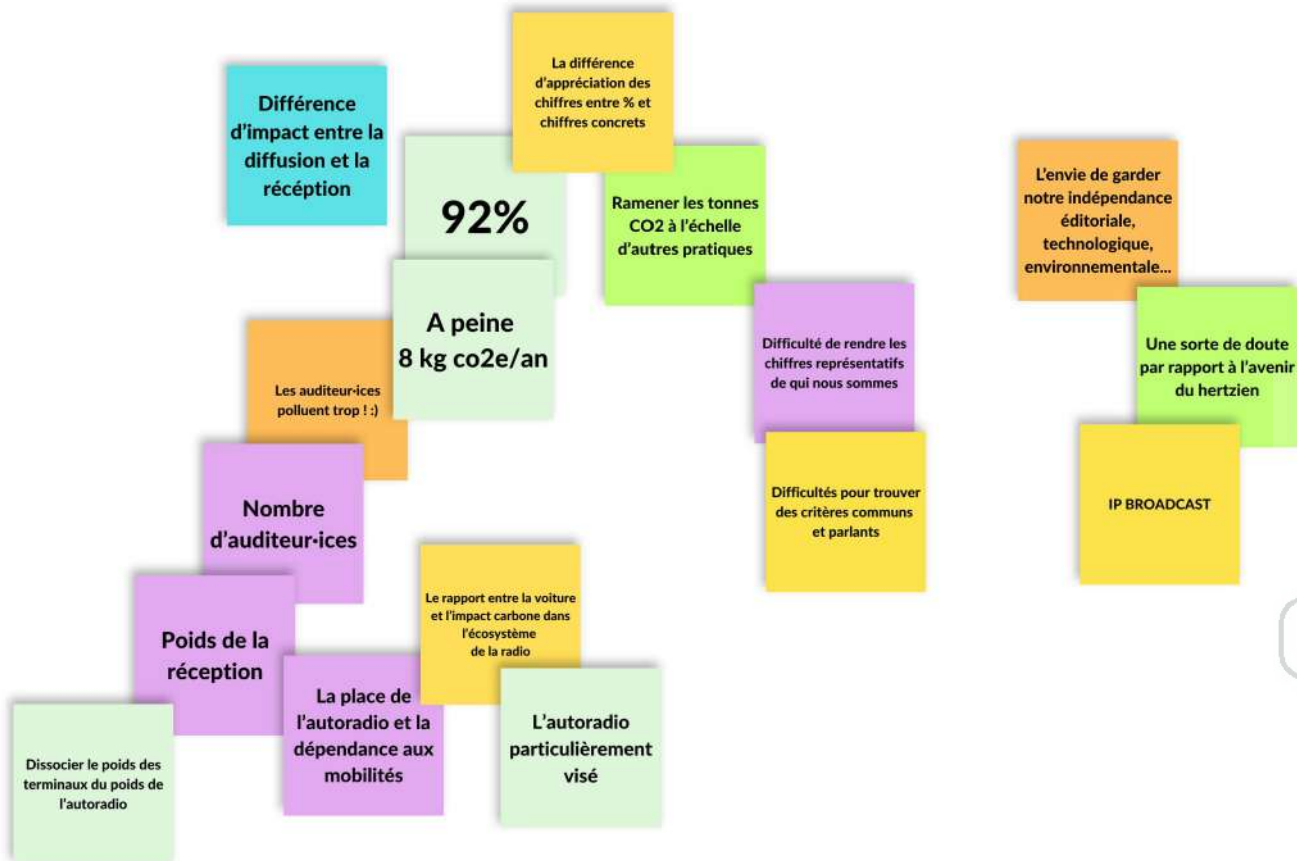 La différence
d'appréciation des
chiffres entre % et
chiffres concrets
Différence
d'impact entre la
diffusion et la
récéption
92%
Ramener les tonnes
CO2 à l'échelle
d'autres pratiques
L'envie de garder
notre indépendance
éditoriale,
technologique,
environnementale...
A peine
8 kg co2e/an
Difficulté de rendre les
chiffres représentatifs
de qui nous sommes
Une sorte de doute
par rapport à l'avenir
du hertzien
Les auditeur·ices
polluent trop ! :)
Nombre
d'auditeur·ices
Difficultés pour trouver
des critères communs
et parlants
IP BROADCAST
Le rapport entre la voiture
et l'impact carbone dans
l'écosystème
de la radio
Poids de la
réception
La place de
l'autoradio et la
dépendance aux
mobilités
L'autoradio
particulièrement
visé
Dissocier le poids des
terminaux du poids de
l'autoradio